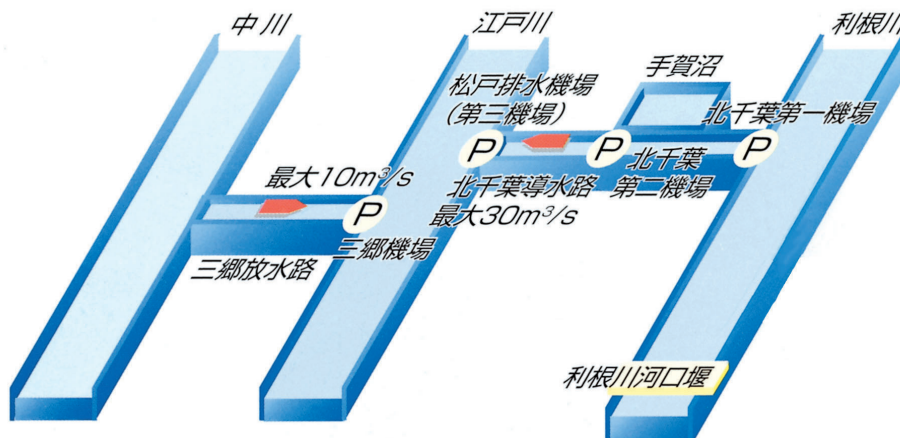 中川
江戸川
利根川
手賀沼
松戸排水機場
(第三機場)
北千葉第一機場
P
P
P
北千葉
第二機場
北千葉導水路
最大30m³/s
最大10m³/s
P
三郷機場
三郷放水路
利根川河口堰